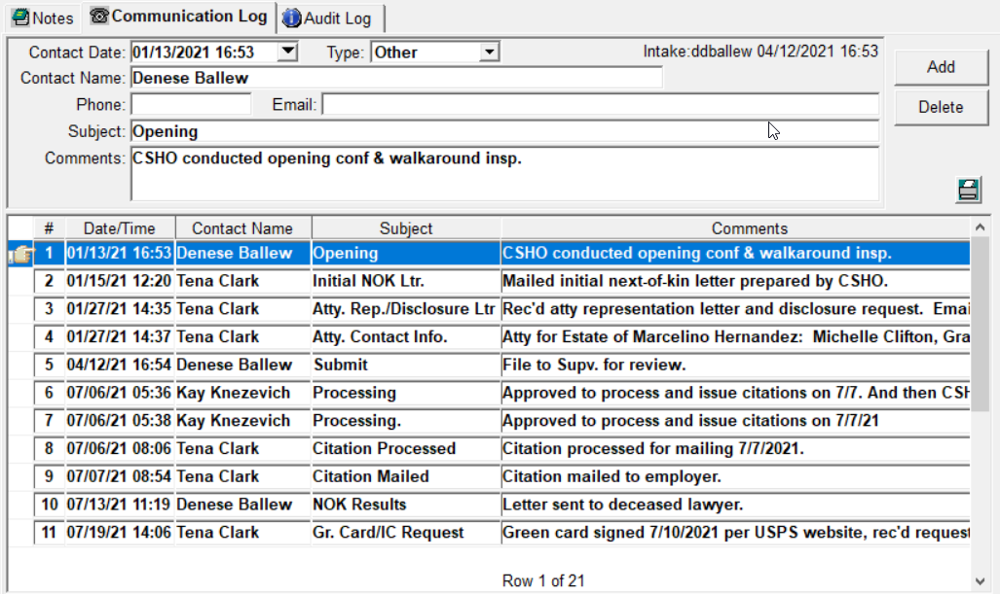 Notes Communication Log Audit Log
Contact Date: 01/13/2021 16:53 Type: Other Intake:ddballew 04/12/2021 16:53
Add
Contact Name: Denese Ballew
Phone: Email:
Delete
Subject: Opening
Comments: CSHO conducted opening conf & walkaround insp.
# Date/Time Contact Name Subject Comments
1 01/13/21 16:53 Denese Ballew Opening CSHO conducted opening conf & walkaround insp.
2 01/15/21 12:20 Tena Clark Initial NOK Ltr. Mailed initial next-of-kin letter prepared by CSHO.
3 01/27/21 14:35 Tena Clark Atty. Rep./Disclosure Ltr Rec'd atty representation letter and disclosure request. Emai
4 01/27/21 14:37 Tena Clark Atty. Contact Info. Atty for Estate of Marcelino Hernandez: Michelle Clifton, Gra
5 04/12/21 16:54 Denese Ballew Submit File to Supv. for review.
6 07/06/21 05:36 Kay Knezevich Processing Approved to process and issue citations on 7/7. And then CSH
7 07/06/21 05:38 Kay Knezevich Processing. Approved to process and issue citations on 7/7/21
8 07/06/21 08:06 Tena Clark Citation Processed Citation processed for mailing 7/7/2021.
9 07/07/21 08:54 Tena Clark Citation Mailed Citation mailed to employer.
10 07/13/21 11:19 Denese Ballew NOK Results Letter sent to deceased lawyer.
11 07/19/21 14:06 Tena Clark Gr. Card/IC Request Green card signed 7/10/2021 per USPS website, rec'd request
Row 1 of 21